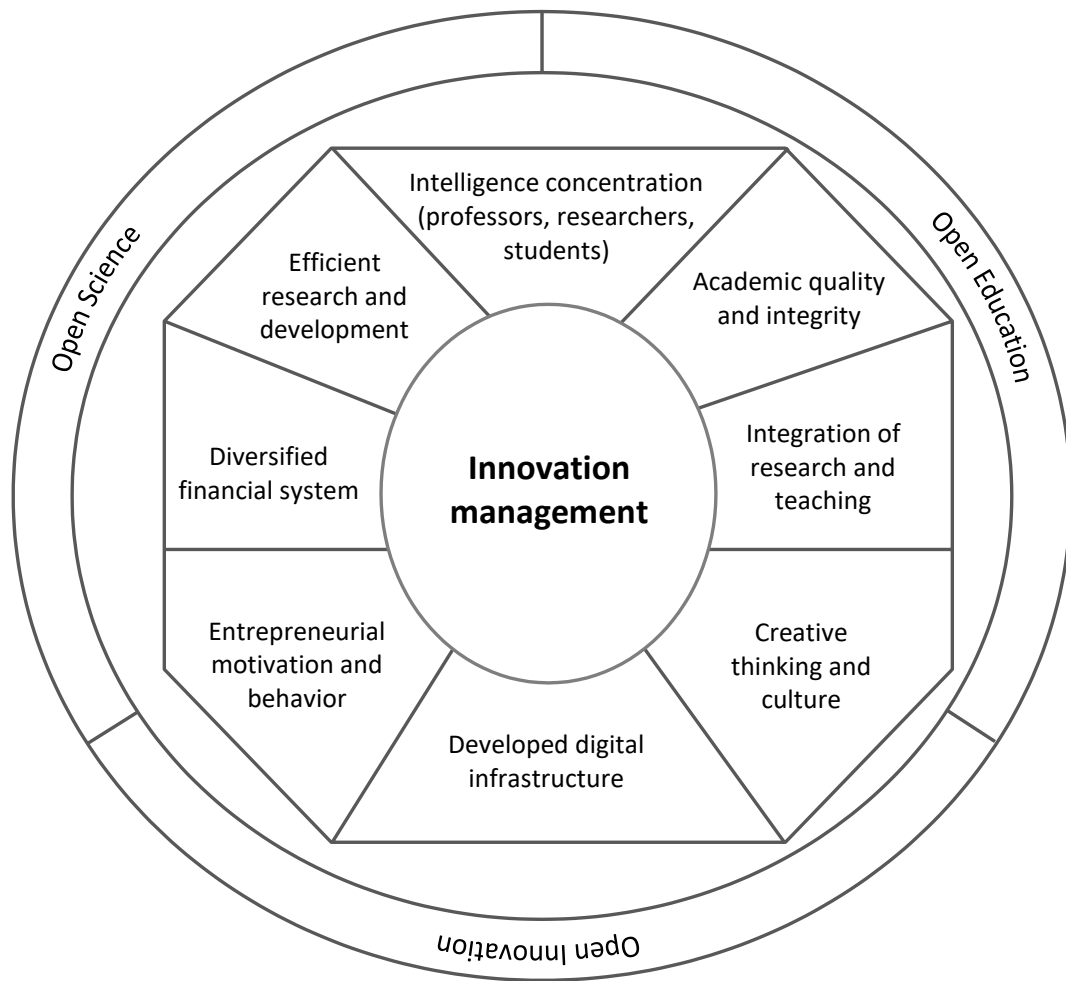 Open Science
Open Education
Intelligence concentration
(professors, researchers,
students)
Efficient
research and
development
Academic quality
and integrity
Diversified
financial system
Innovation
management
Integration of
research and
teaching
Entrepreneurial
motivation and
behavior
Creative
thinking and
culture
Developed digital
infrastructure
Open Innovation